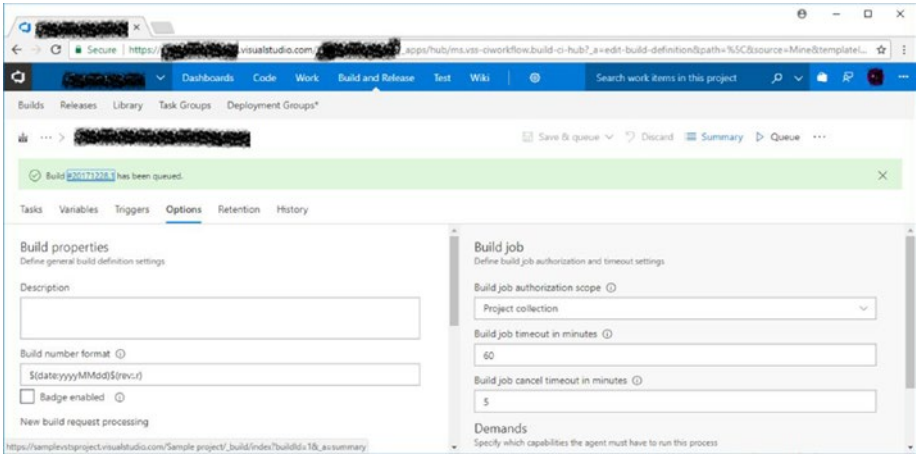 Secure | https://
.visualstudio.com/
_apps/hub/ms.vss-ciworkflow.build-ci-hub?_a=edit-build-definition&path=%5C&source=Mine&templateI...
Dashboards Code Work Build and Release Test Wiki Search work items in this project
Builds Releases Library Task Groups Deployment Groups*
... > Save & queue Discard Summary Queue ...
Build #20171228.1 has been queued.
Tasks Variables Triggers Options Retention History
Build properties
Define general build definition settings
Description
Build number format
$(date:yyyyMMdd)$(rev:.r)
Badge enabled
New build request processing
Build job
Define build job authorization and timeout settings
Build job authorization scope
Project collection
Build job timeout in minutes
60
Build job cancel timeout in minutes
5
Demands
Specify which capabilities the agent must have to run this process
https://samplevstsproject.visualstudio.com/Sample project/_build/index?buildId=1&_a=summary